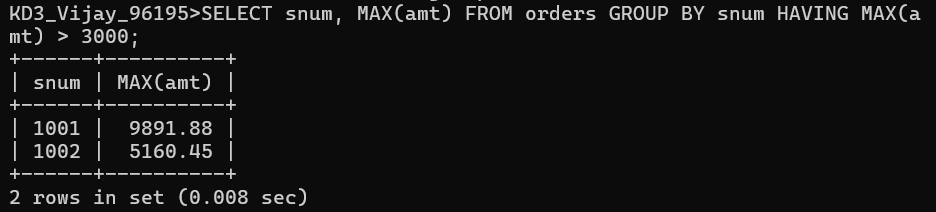 KD3_Vijay_96195>SELECT snum, MAX(amt) FROM orders GROUP BY snum HAVING MAX(a
mt) > 3000;
+------+----------+
| snum | MAX(amt) |
+------+----------+
| 1001 |  9891.88 |
| 1002 |  5160.45 |
+------+----------+
2 rows in set (0.008 sec)